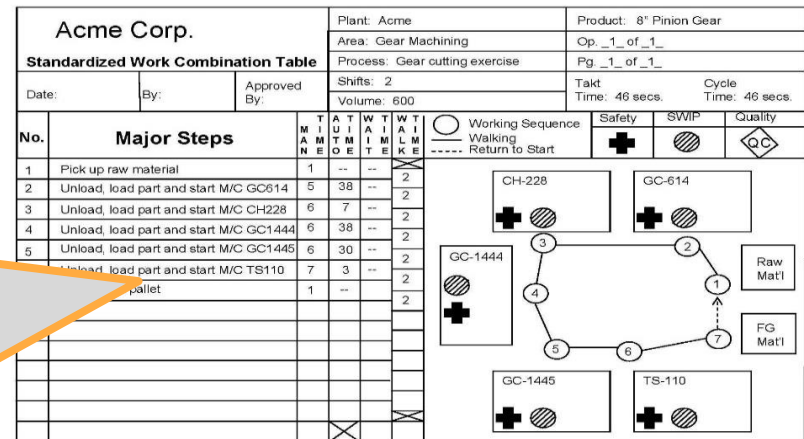 Acme Corp.
Standardized Work Combination Table
Date: By: Approved By:
Plant: Acme
Area: Gear Machining
Process: Gear cutting exercise
Shifts: 2
Volume: 600
Product: 8" Pinion Gear
Op. _1_ of _1_
Pg. _1_ of _1_
Takt Time: 46 secs. Cycle Time: 46 secs.
No. Major Steps MAN TIME AUTO TIME WAIT WALK TIME
Working Sequence
Walking
Return to Start
Safety SWIP Quality
QC
1 Pick up raw material 1 -- --
2
2 Unload, load part and start M/C GC614 5 38 --
2
3 Unload, load part and start M/C CH228 6 7 --
2
4 Unload, load part and start M/C GC1444 6 38 --
2
5 Unload, load part and start M/C GC1445 6 30 --
2
load part and start M/C TS110 7 3 --
2
pallet 1 --
2
CH-228 GC-614
GC-1444
Raw Mat'l
FG Mat'l
3 2
1
4
7
5 6
GC-1445 TS-110